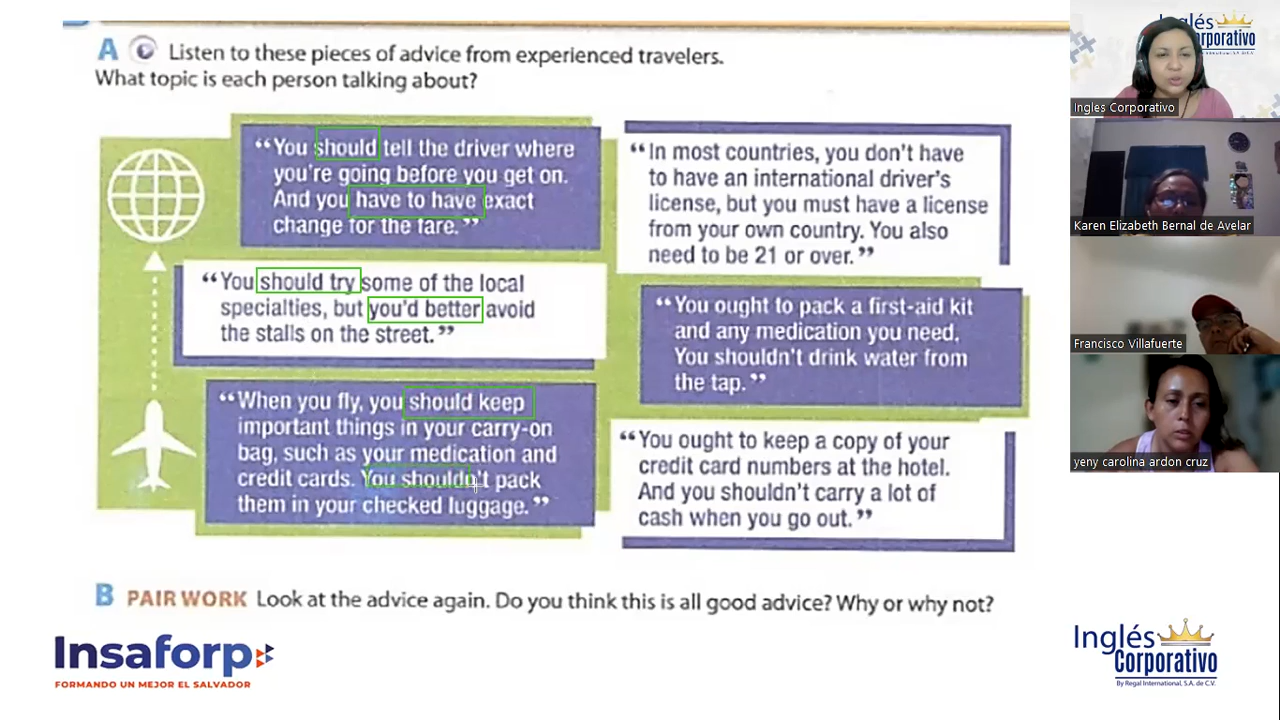 A Listen to these pieces of advice from experienced travelers.
What topic is each person talking about?
“You should tell the driver where
you're going before you get on.
And you have to have exact
change for the fare.”
“You should try some of the local
specialties, but you'd better avoid
the stalls on the street.”
“When you fly, you should keep
important things in your carry-on
bag, such as your medication and
credit cards. You shouldn't pack
them in your checked luggage.”
“In most countries, you don't have
to have an international driver's
license, but you must have a license
from your own country. You also
need to be 21 or over.”
“You ought to pack a first-aid kit
and any medication you need.
You shouldn't drink water from
the tap.”
“You ought to keep a copy of your
credit card numbers at the hotel.
And you shouldn't carry a lot of
cash when you go out.”
B PAIR WORK Look at the advice again. Do you think this is all good advice? Why or why not?
Insaforp
FORMANDO UN MEJOR EL SALVADOR
Inglés
Corporativo
By Regal International, S.A. de C.V.
Inglés
Corporativo
Ingles Corporativo
Karen Elizabeth Bernal de Avelar
Francisco Villafuerte
yeny carolina ardon cruz